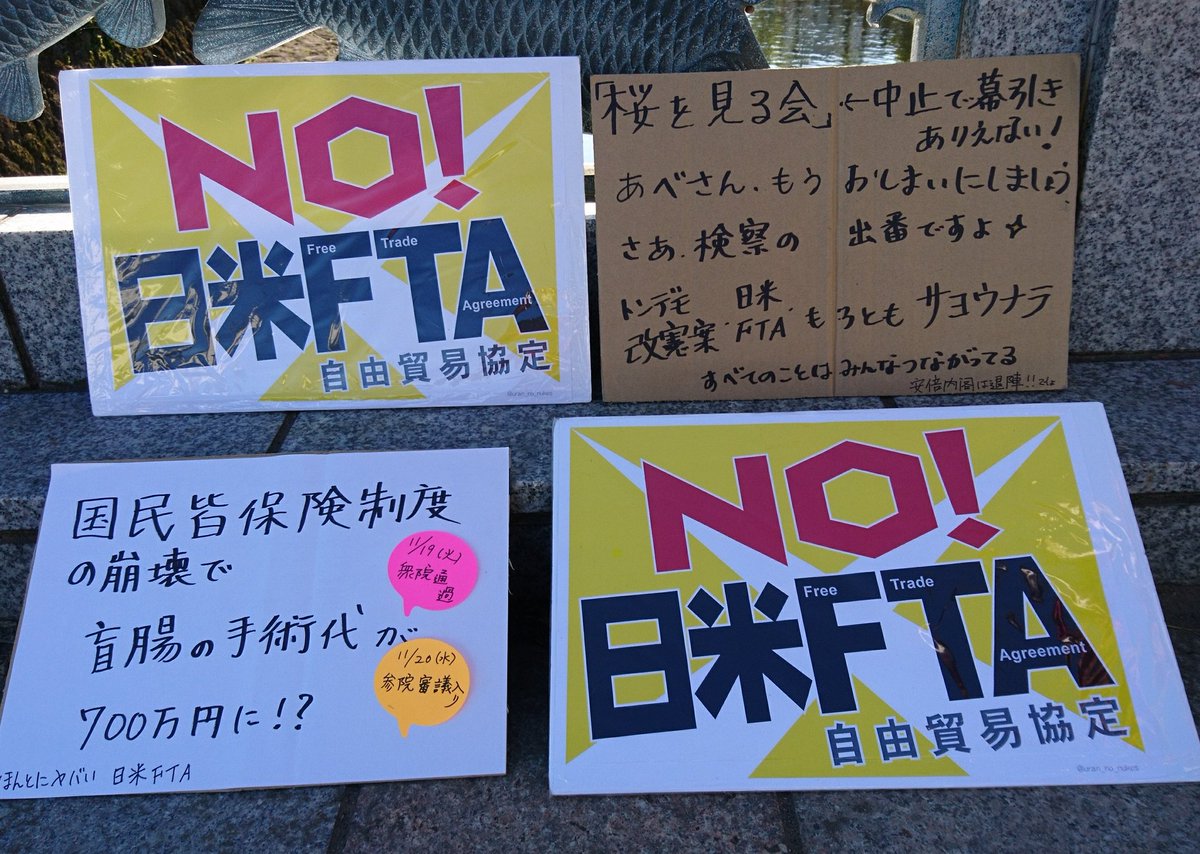 NO!
日米FTA
Free Trade
Agreement
自由貿易協定
@uran_no_nukes
「桜を見る会」←中止で幕引き
ありえない!
あべさん、もう おしまいにしましょう
さあ、検察の 出番ですよ☆
トンデモ 日米
改憲案・FTA・もろとも サヨウナラ
すべてのことはみんなつながってる
安倍内閣は退陣!!
国民皆保険制度
の崩壊で
盲腸の手術代が
700万円に!?
ほんとにヤバい 日米FTA
11/19(火)
衆院通
過
11/20(水)
参院審議入り
NO!
日米FTA
Free Trade
Agreement
自由貿易協定
@uran_no_nukes